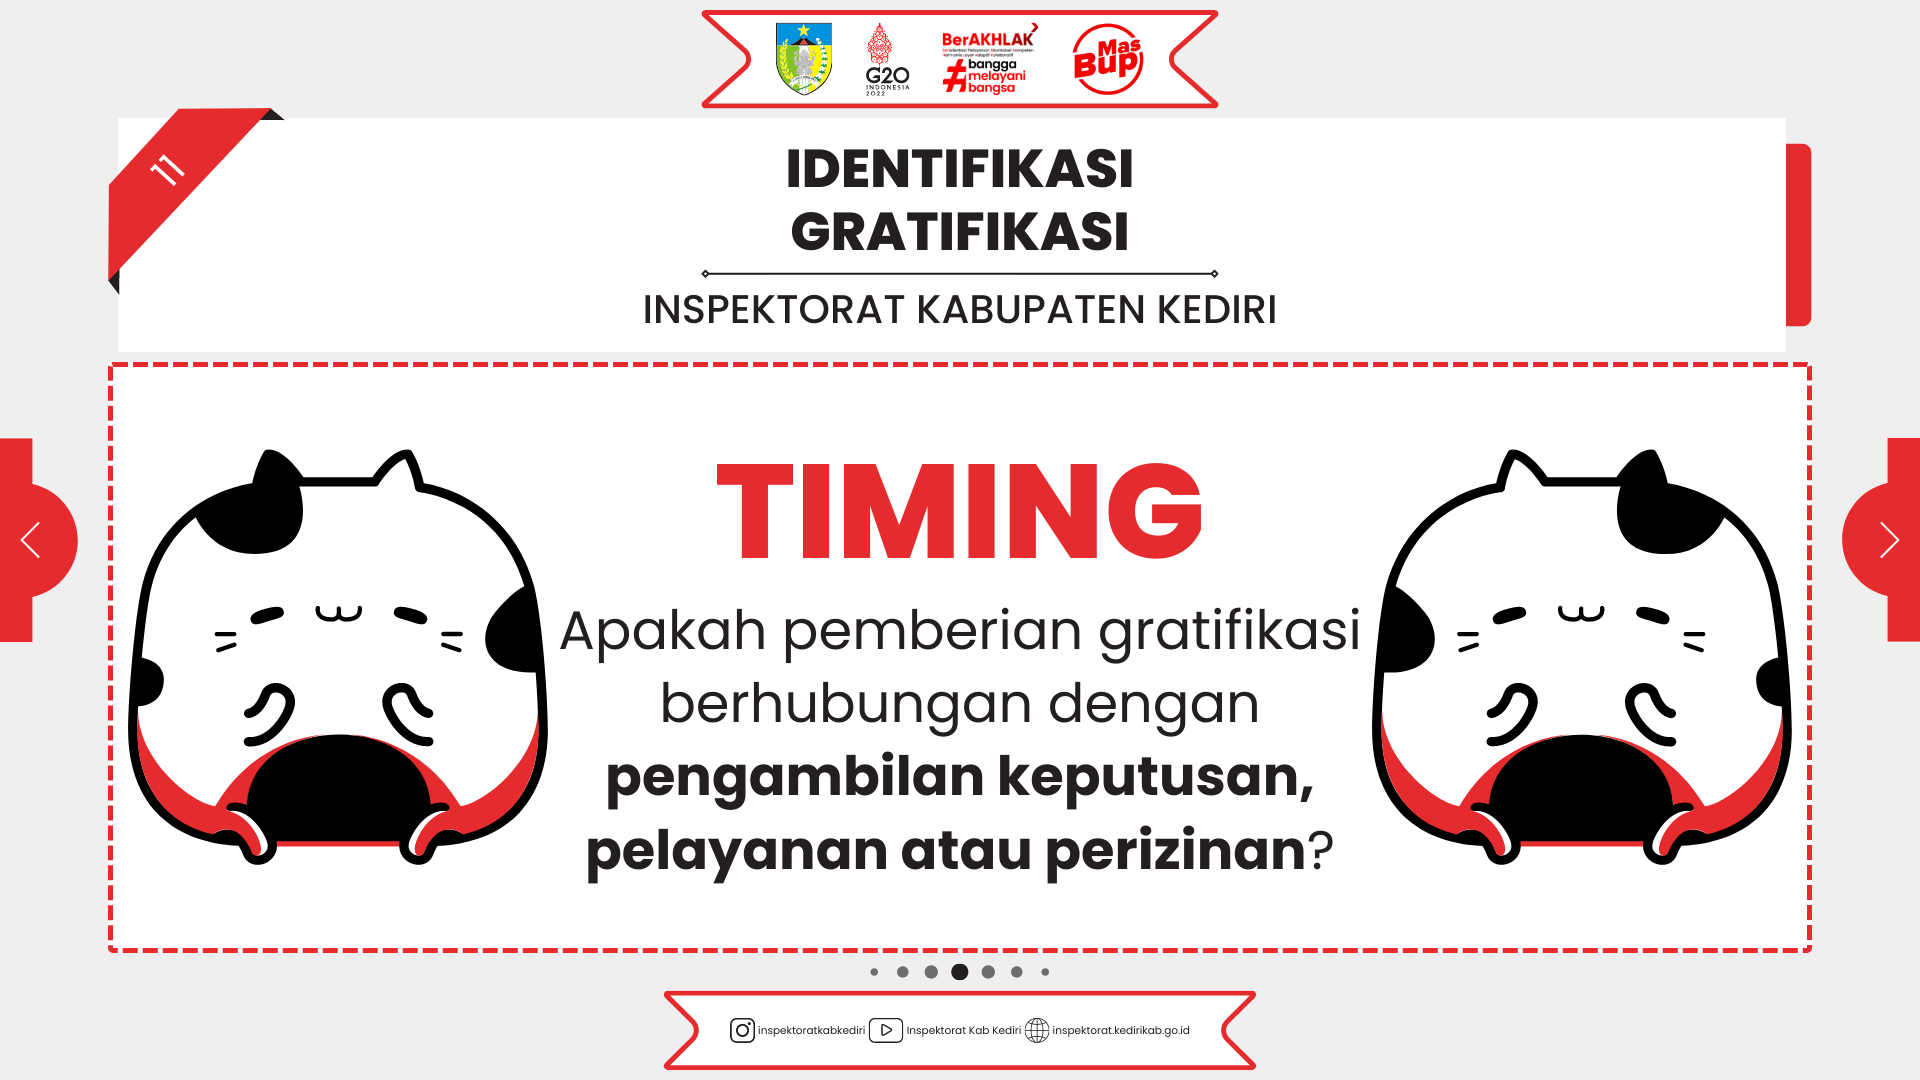 G20
INDONESIA
2022
BerAKHLAK
#bangga
melayani
bangsa
Mas
Bup
11
IDENTIFIKASI
GRATIFIKASI
INSPEKTORAT KABUPATEN KEDIRI
TIMING
Apakah pemberian gratifikasi
berhubungan dengan
pengambilan keputusan,
pelayanan atau perizinan?
inspektoratkabkediri Inspektorat Kab Kediri inspektorat.kedirikab.go.id